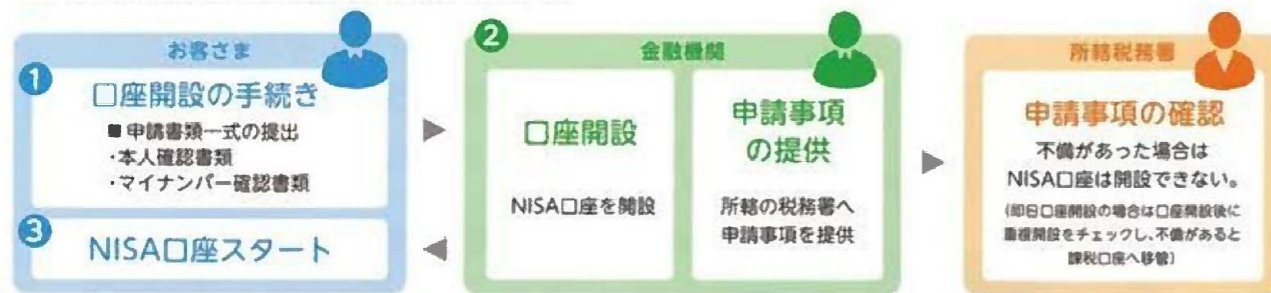 お客さま
1
口座開設の手続き
■申請書類一式の提出
・本人確認書類
・マイナンバー確認書類
3
NISA口座スタート
2
金融機関
口座開設
NISA口座を開設
申請事項
の提供
所轄の税務署へ
申請事項を提供
所轄税務署
申請事項の確認
不備があった場合は
NISA口座は開設できない。
(即日口座開設の場合は口座開設後に
重複開設をチェックし、不備があると
課税口座へ移管)